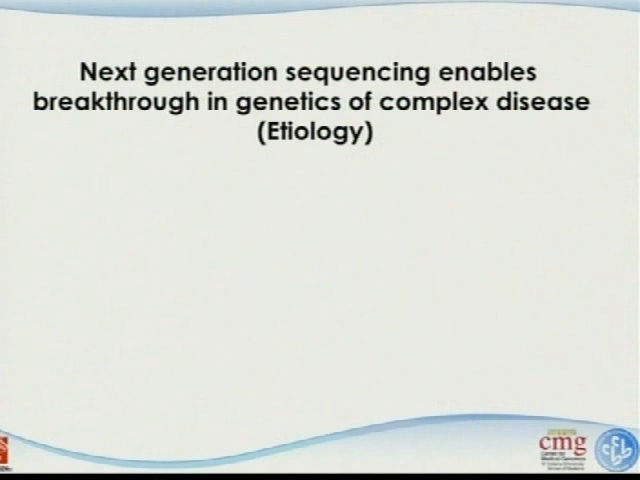 Next generation sequencing enables
breakthrough in genetics of complex disease
(Etiology)
cmg